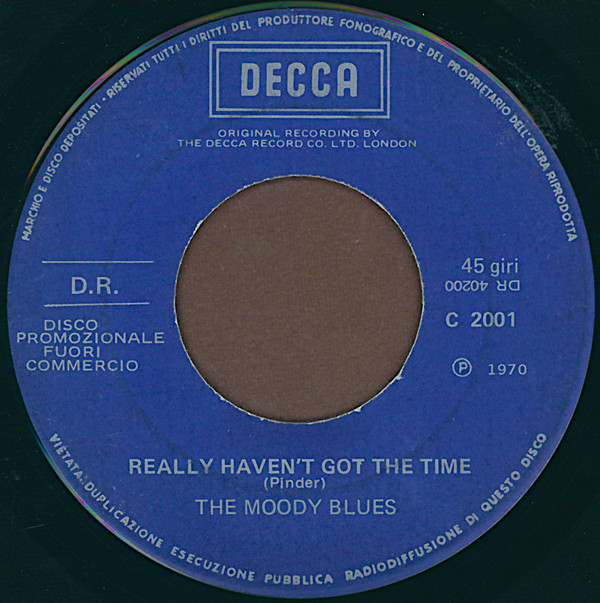 MARCHIO E DISCO DEPOSITATI - RISERVATI TUTTI I DIRITTI DEL PRODUTTORE FONOGRAFICO E DEL PROPRIETARIO DELL'OPERA RIPRODOTTA
DECCA
ORIGINAL RECORDING BY
THE DECCA RECORD CO. LTD. LONDON
D.R.
45 giri
DR 40200
C 2001
DISCO
PROMOZIONALE
FUORI
COMMERCIO
Ⓟ 1970
REALLY HAVEN'T GOT THE TIME
(Pinder)
THE MOODY BLUES
VIETATA: DUPLICAZIONE ESECUZIONE PUBBLICA RADIODIFFUSIONE DI QUESTO DISCO